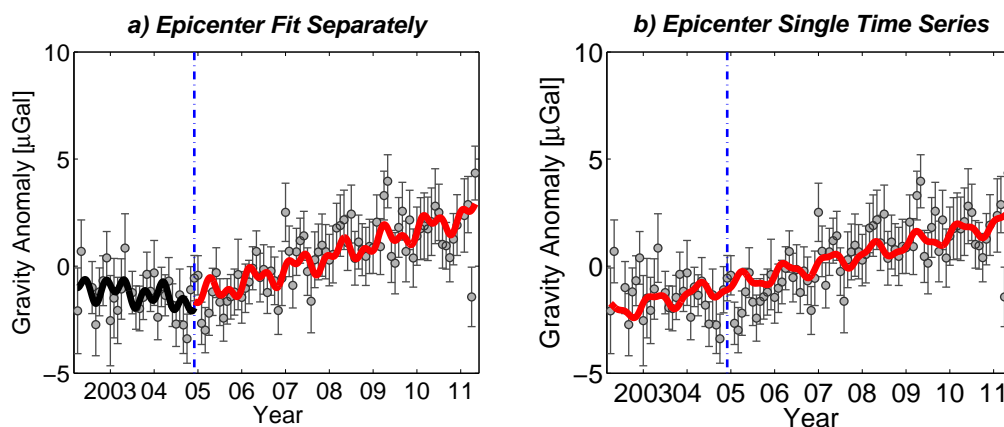 a) Epicenter Fit Separately
b) Epicenter Single Time Series
Gravity Anomaly [μGal]
10
5
0
−5
2003 04 05 06 07 08 09 10 11
Year
Gravity Anomaly [μGal]
10
5
0
−5
2003 04 05 06 07 08 09 10 11
Year